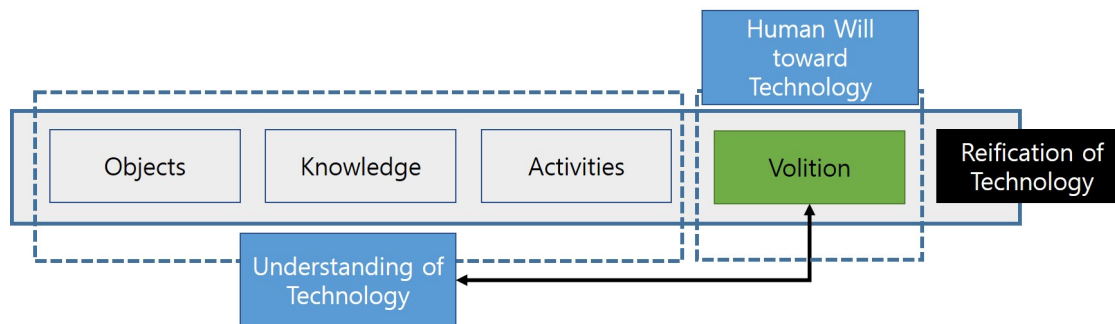 Human Will
toward
Technology
Objects
Knowledge
Activities
Volition
Reification of
Technology
Understanding of
Technology